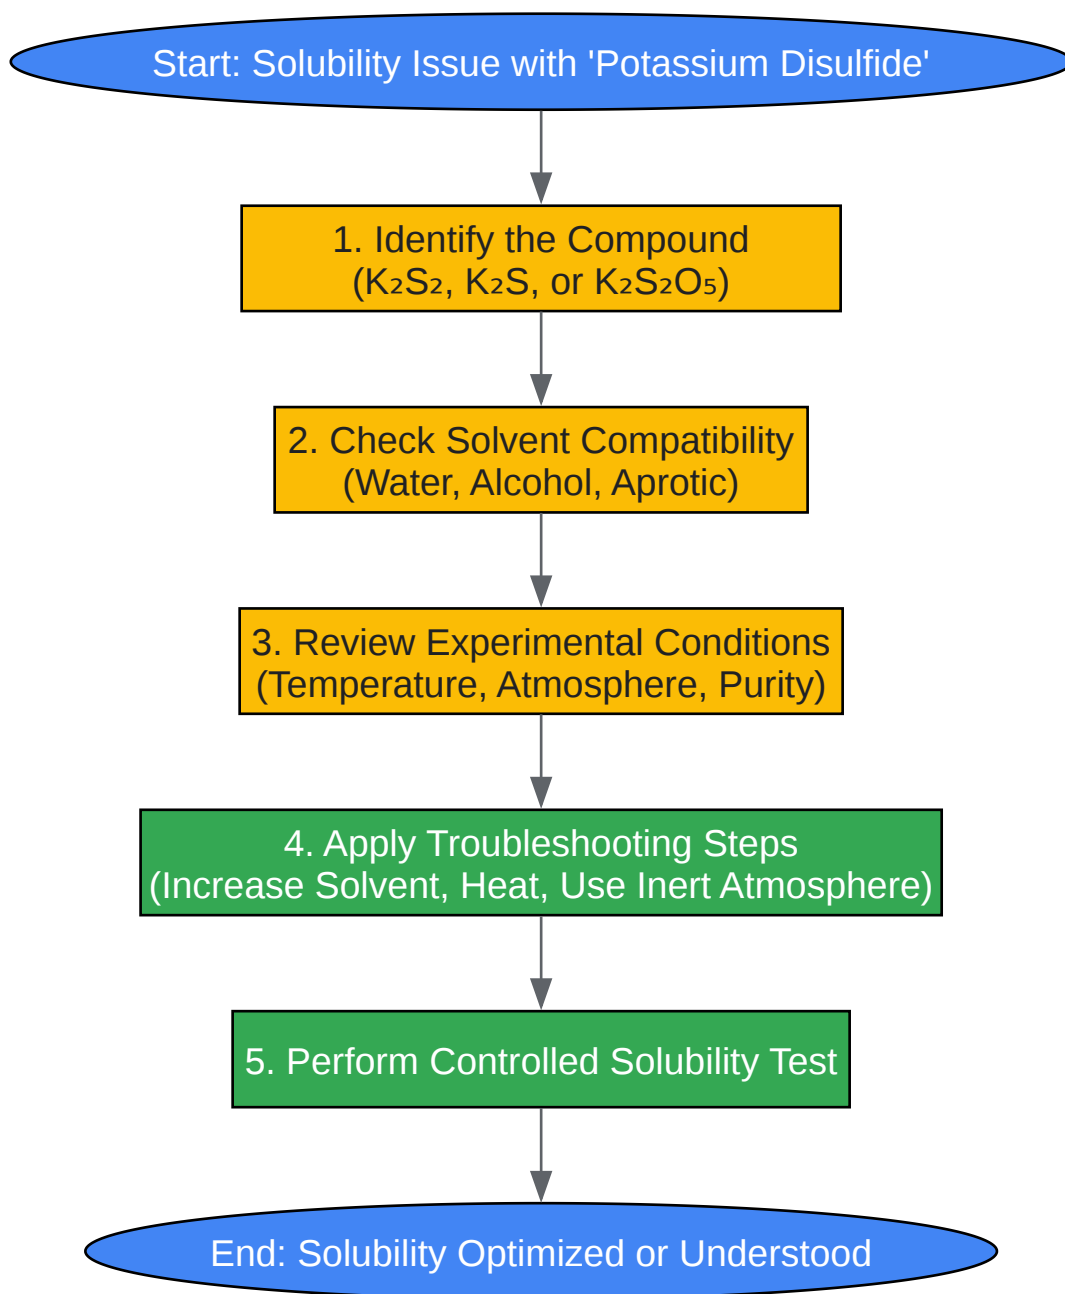 Start: Solubility Issue with 'Potassium Disulfide'
1. Identify the Compound
(K₂S₂, K₂S, or K₂S₂O₅)
2. Check Solvent Compatibility
(Water, Alcohol, Aprotic)
3. Review Experimental Conditions
(Temperature, Atmosphere, Purity)
4. Apply Troubleshooting Steps
(Increase Solvent, Heat, Use Inert Atmosphere)
5. Perform Controlled Solubility Test
End: Solubility Optimized or Understood